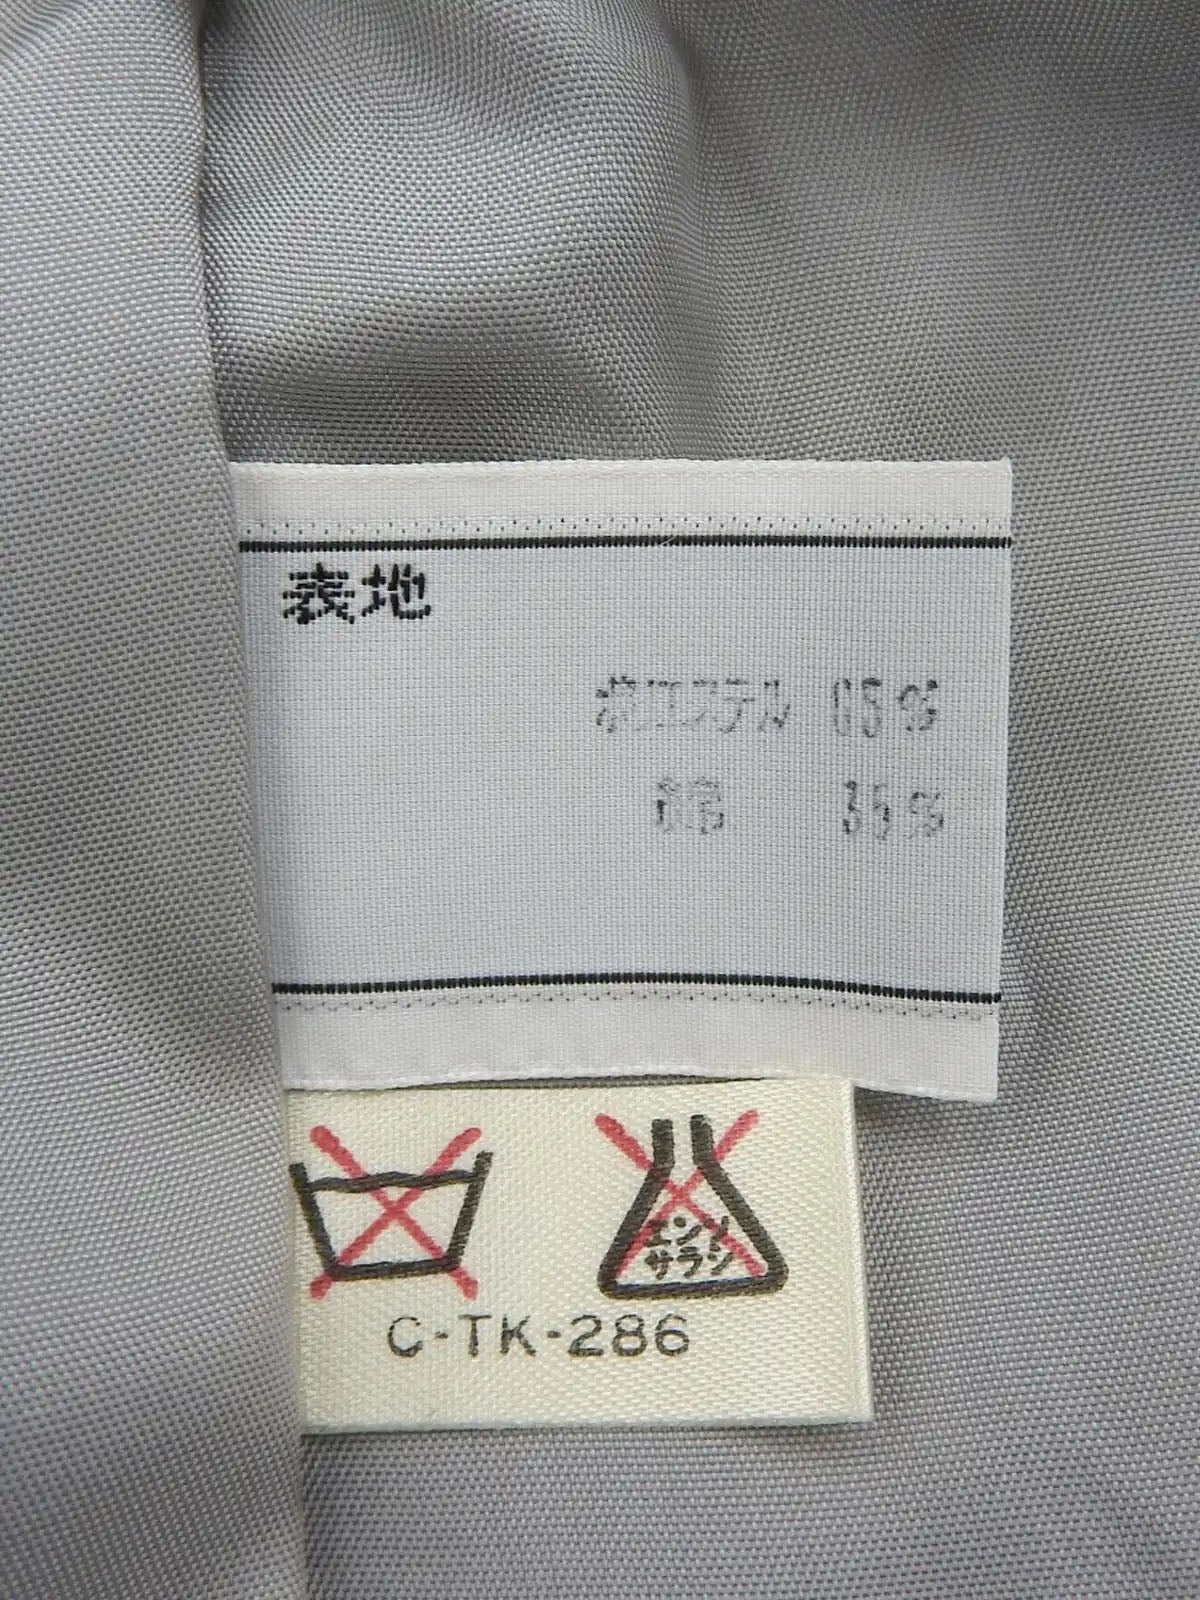 表地
ポリエステル 65%
綿 35%
エンソ
サラシ
C-TK-286